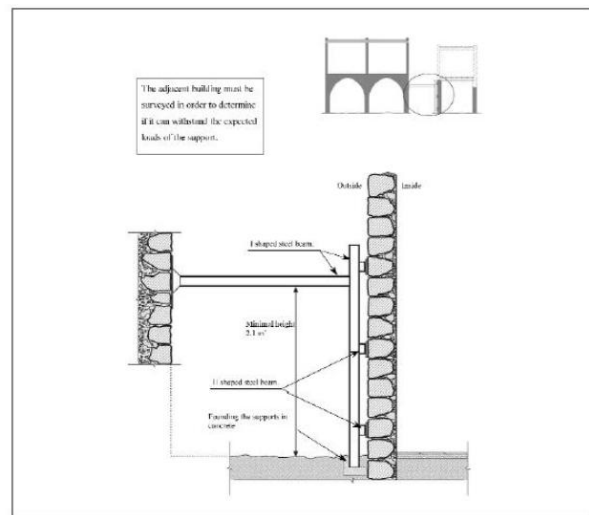 The adjacent building must be
surveyed in order to determine
if it can withstand the expected
loads of the support.
Outside
Inside
I shaped steel beam.
Minimal height
2.1 m'
shaped steel beam.
Founding the supports in
concrete